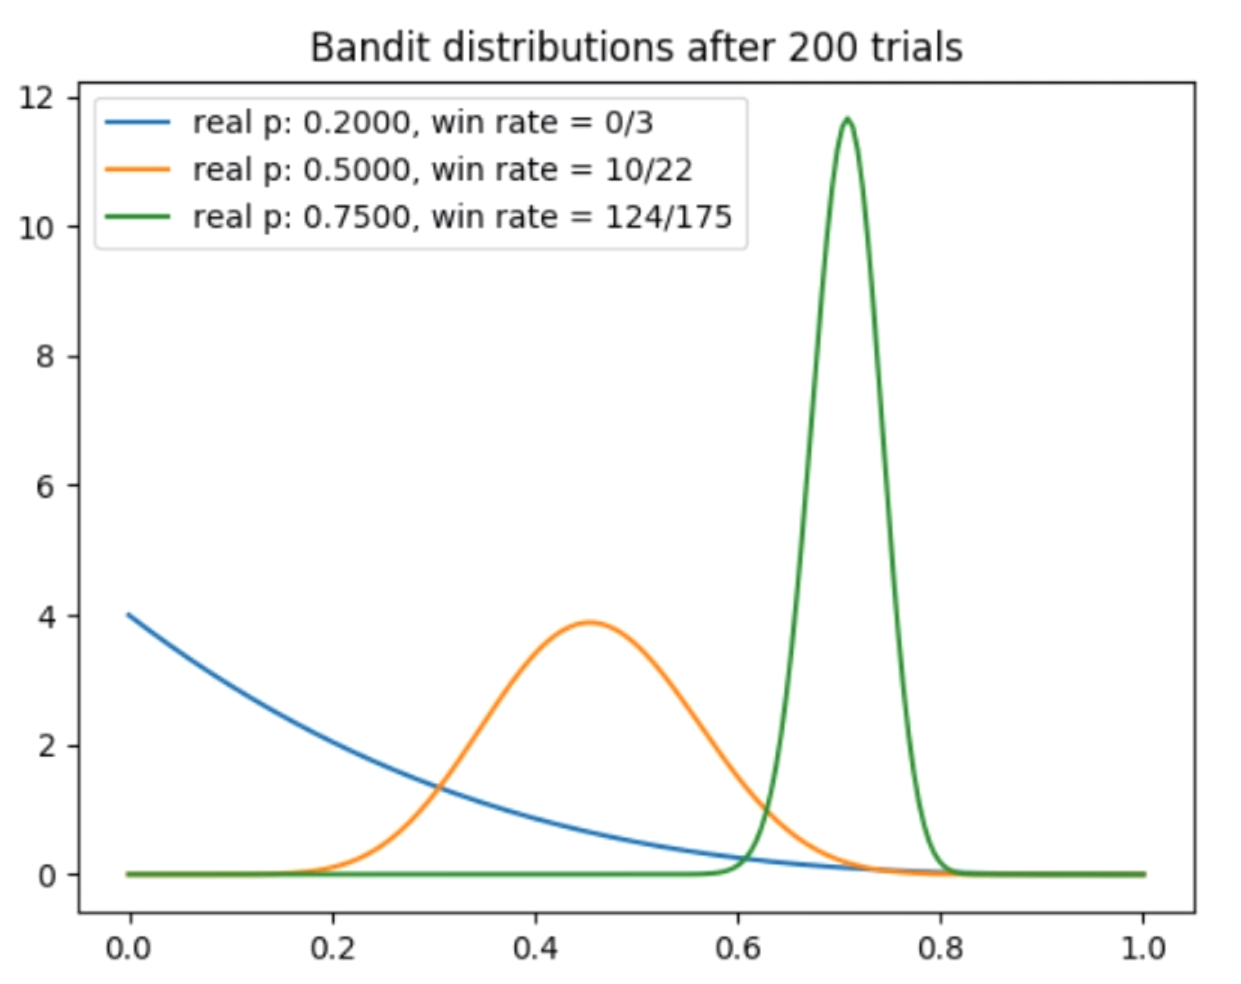 Bandit distributions after 200 trials
12
10
8
6
4
2
0
real p: 0.2000, win rate = 0/3
real p: 0.5000, win rate = 10/22
real p: 0.7500, win rate = 124/175
0.0 0.2 0.4 0.6 0.8 1.0